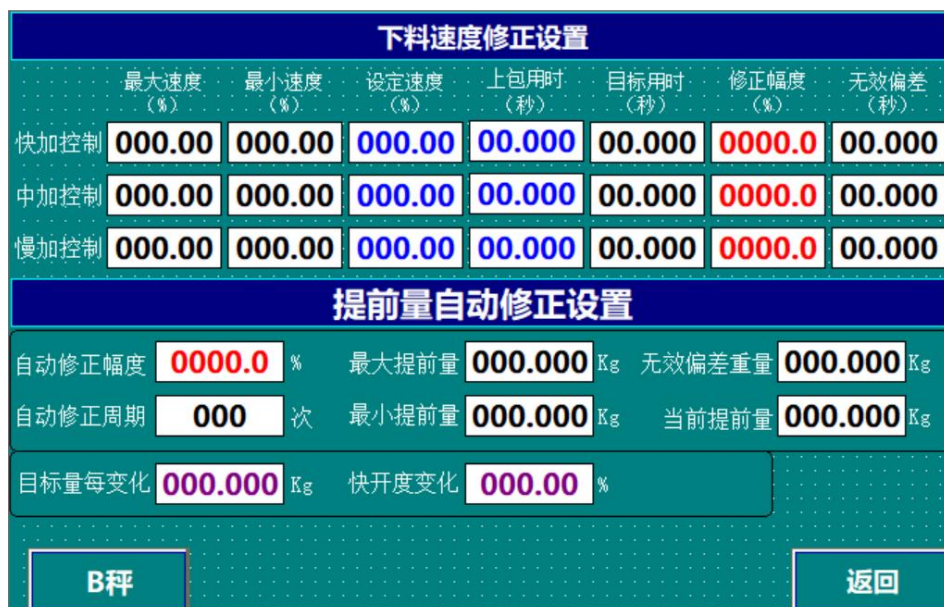 下料速度修正设置
最大速度 最小速度 设定速度 上包用时 目标用时 修正幅度 无效偏差
(%) (%) (%) (秒) (秒) (%) (秒)
快加控制 000.00 000.00 000.00 00.000 00.000 0000.0 00.000
中加控制 000.00 000.00 000.00 00.000 00.000 0000.0 00.000
慢加控制 000.00 000.00 000.00 00.000 00.000 0000.0 00.000
提前量自动修正设置
自动修正幅度 0000.0 % 最大提前量 000.000 Kg 无效偏差重量 000.000 Kg
自动修正周期 000 次 最小提前量 000.000 Kg 当前提前量 000.000 Kg
目标量每变化 000.000 Kg 快开度变化 000.00 %
B秤 返回